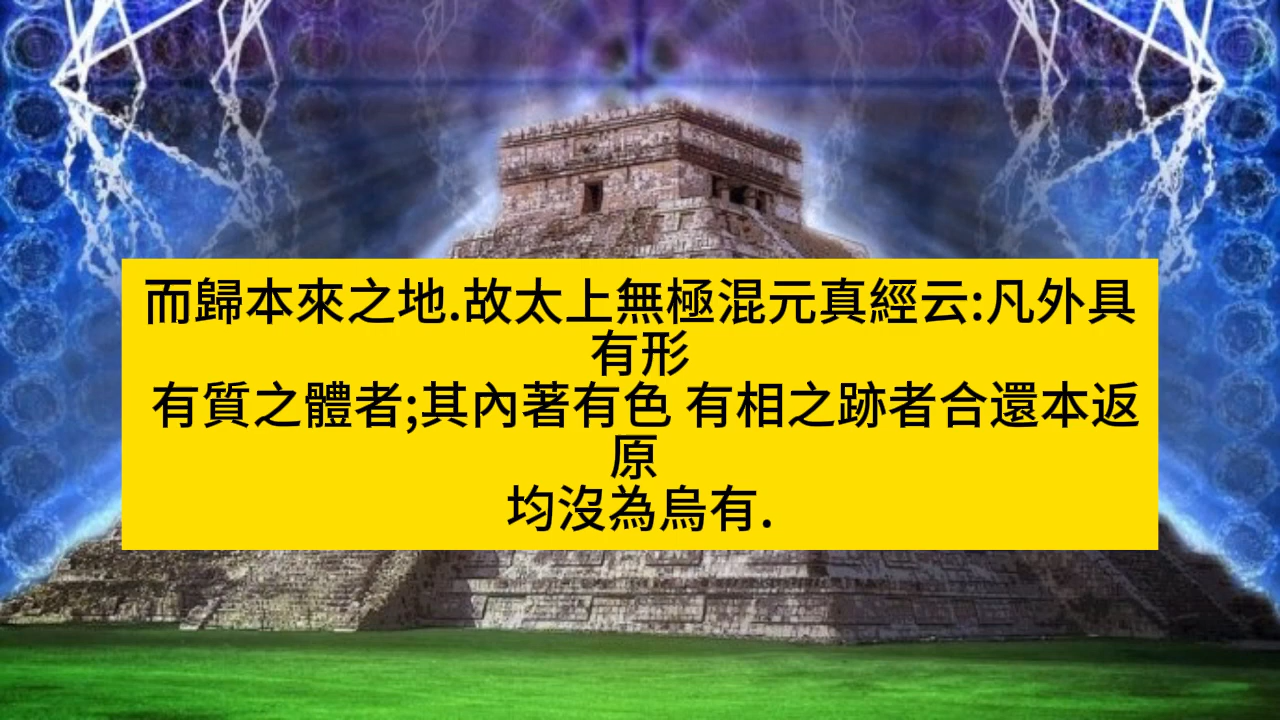 而歸本來之地.故太上無極混元真經云:凡外具
有形
有質之體者;其內著有色 有相之跡者合還本返
原
均沒為烏有.